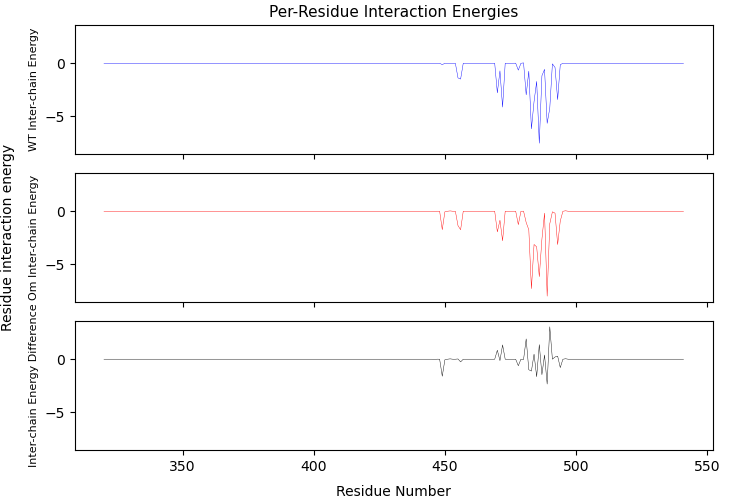 Per-Residue Interaction Energies
Residue interaction energy
WT Inter-chain Energy
0
−5
Om Inter-chain Energy
0
−5
Inter-chain Energy Difference
0
−5
350
400
450
500
550
Residue Number